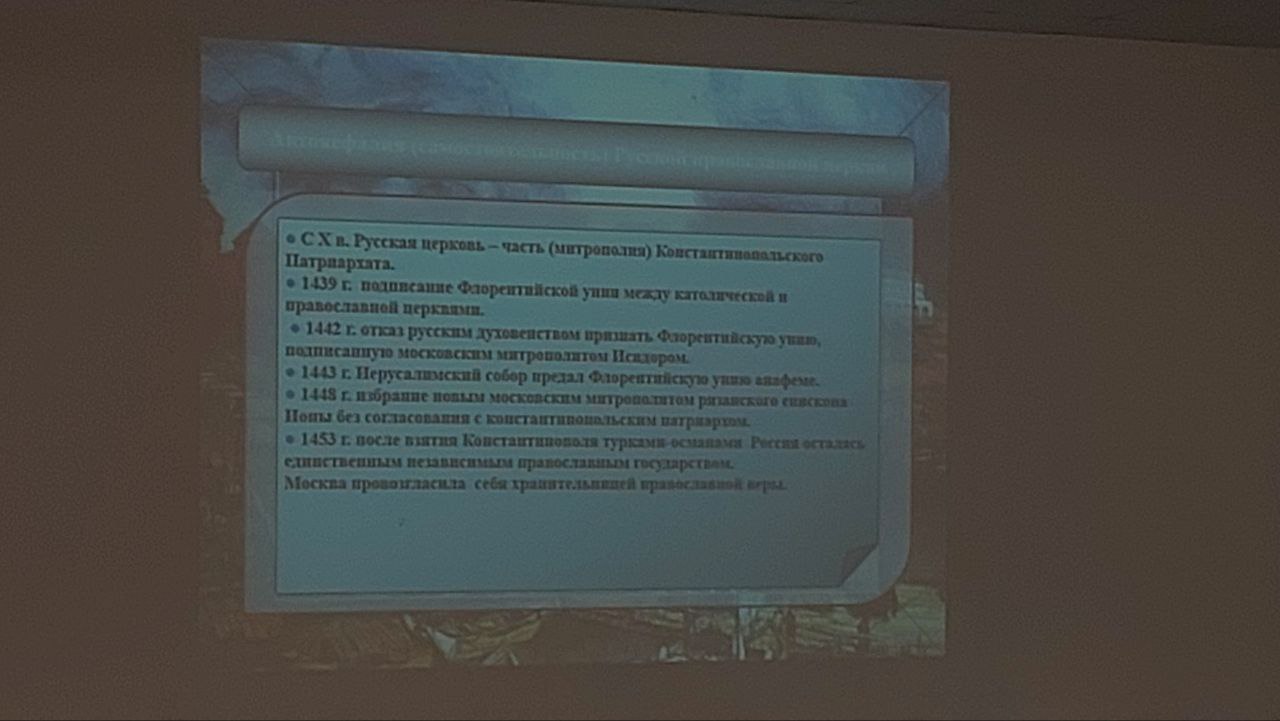 Автокефалия (самостоятельность) Русской православной церкви
• С X в. Русская церковь – часть (митрополия) Константинопольского
Патриархата.
• 1439 г. подписание Флорентийской унии между католической и
православной церквями.
• 1442 г. отказ русским духовенством признать Флорентийскую унию,
подписанную московским митрополитом Исидором.
• 1443 г. Иерусалимский собор предал Флорентийскую унию анафеме.
• 1448 г. избрание новым московским митрополитом рязанского епископа
Ионы без согласования с константинопольским патриархом.
• 1453 г. после взятия Константинополя турками-османами Россия осталась
единственным независимым православным государством.
Москва провозгласила себя хранительницей православной веры.